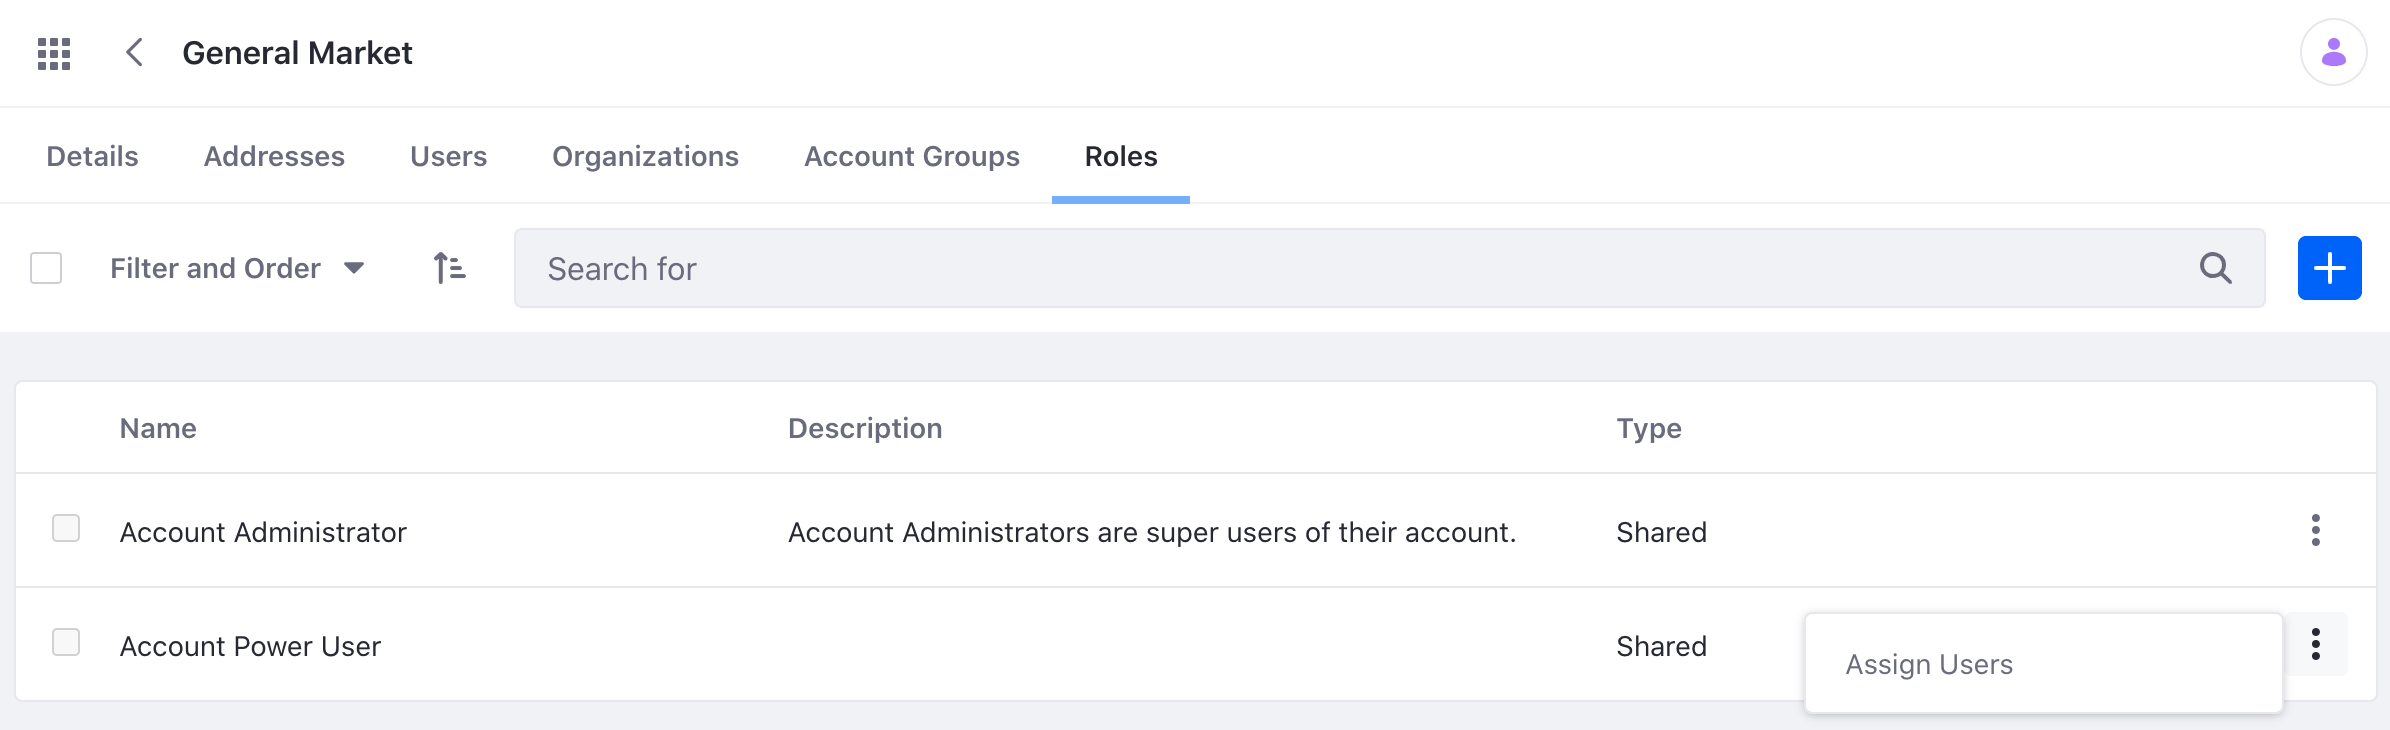 General Market
Details Addresses Users Organizations Account Groups Roles
Filter and Order Search for
Name Description Type
Account Administrator Account Administrators are super users of their account. Shared
Account Power User Shared
Assign Users